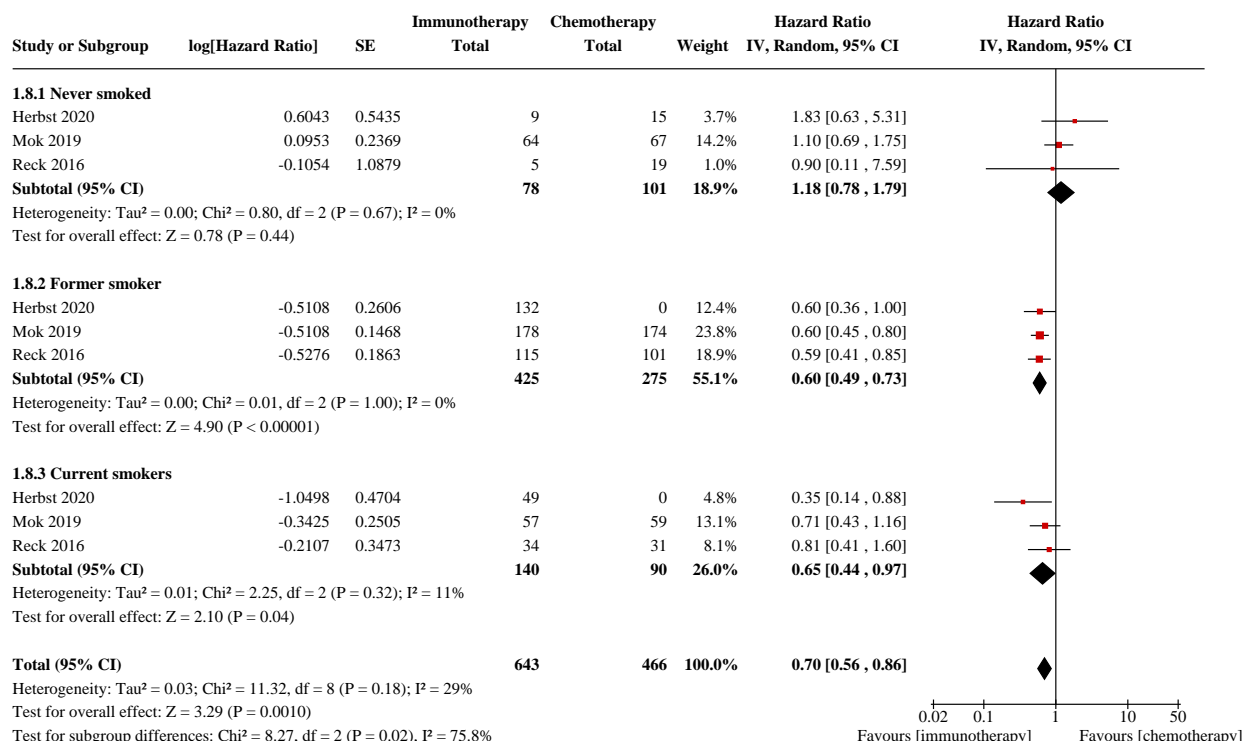 Immunotherapy Chemotherapy Hazard Ratio Hazard Ratio
Study or Subgroup log[Hazard Ratio] SE Total Total Weight IV, Random, 95% CI IV, Random, 95% CI
1.8.1 Never smoked
Herbst 2020 0.6043 0.5435 9 15 3.7% 1.83 [0.63 , 5.31]
Mok 2019 0.0953 0.2369 64 67 14.2% 1.10 [0.69 , 1.75]
Reck 2016 -0.1054 1.0879 5 19 1.0% 0.90 [0.11 , 7.59]
Subtotal (95% CI) 78 101 18.9% 1.18 [0.78 , 1.79]
Heterogeneity: Tau² = 0.00; Chi² = 0.80, df = 2 (P = 0.67); I² = 0%
Test for overall effect: Z = 0.78 (P = 0.44)
1.8.2 Former smoker
Herbst 2020 -0.5108 0.2606 132 0 12.4% 0.60 [0.36 , 1.00]
Mok 2019 -0.5108 0.1468 178 174 23.8% 0.60 [0.45 , 0.80]
Reck 2016 -0.5276 0.1863 115 101 18.9% 0.59 [0.41 , 0.85]
Subtotal (95% CI) 425 275 55.1% 0.60 [0.49 , 0.73]
Heterogeneity: Tau² = 0.00; Chi² = 0.01, df = 2 (P = 1.00); I² = 0%
Test for overall effect: Z = 4.90 (P < 0.00001)
1.8.3 Current smokers
Herbst 2020 -1.0498 0.4704 49 0 4.8% 0.35 [0.14 , 0.88]
Mok 2019 -0.3425 0.2505 57 59 13.1% 0.71 [0.43 , 1.16]
Reck 2016 -0.2107 0.3473 34 31 8.1% 0.81 [0.41 , 1.60]
Subtotal (95% CI) 140 90 26.0% 0.65 [0.44 , 0.97]
Heterogeneity: Tau² = 0.01; Chi² = 2.25, df = 2 (P = 0.32); I² = 11%
Test for overall effect: Z = 2.10 (P = 0.04)
Total (95% CI) 643 466 100.0% 0.70 [0.56 , 0.86]
Heterogeneity: Tau² = 0.03; Chi² = 11.32, df = 8 (P = 0.18); I² = 29%
Test for overall effect: Z = 3.29 (P = 0.0010)
0.02 0.1 1 10 50
Test for subgroup differences: Chi² = 8.27, df = 2 (P = 0.02), I² = 75.8%
Favours [immunotherapy] Favours [chemotherapy]